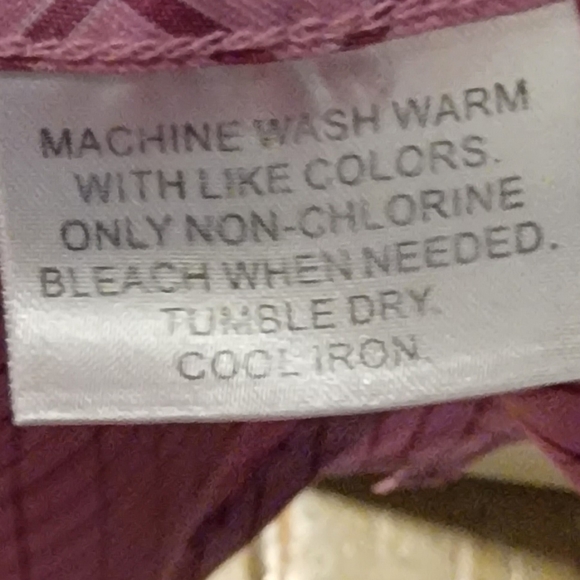 MACHINE WASH WARM
WITH LIKE COLORS.
ONLY NON-CHLORINE
BLEACH WHEN NEEDED.
TUMBLE DRY.
COOL IRON.